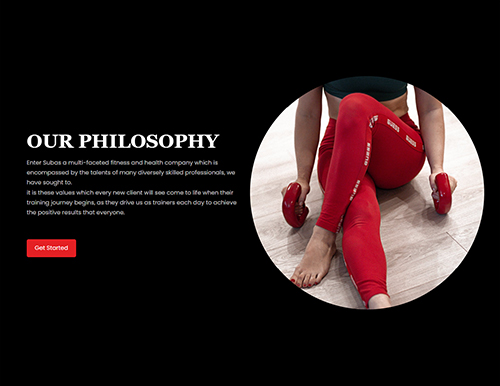 OUR PHILOSOPHY
Enter Subas a multi-faceted fitness and health company which is
encompassed by the talents of many diversely skilled professionals, we
have sought to.
it is these values which every new client will see come to life when their
training journey begins, as they drive us as trainers each day to achieve
the positive results that everyone.
Get Started